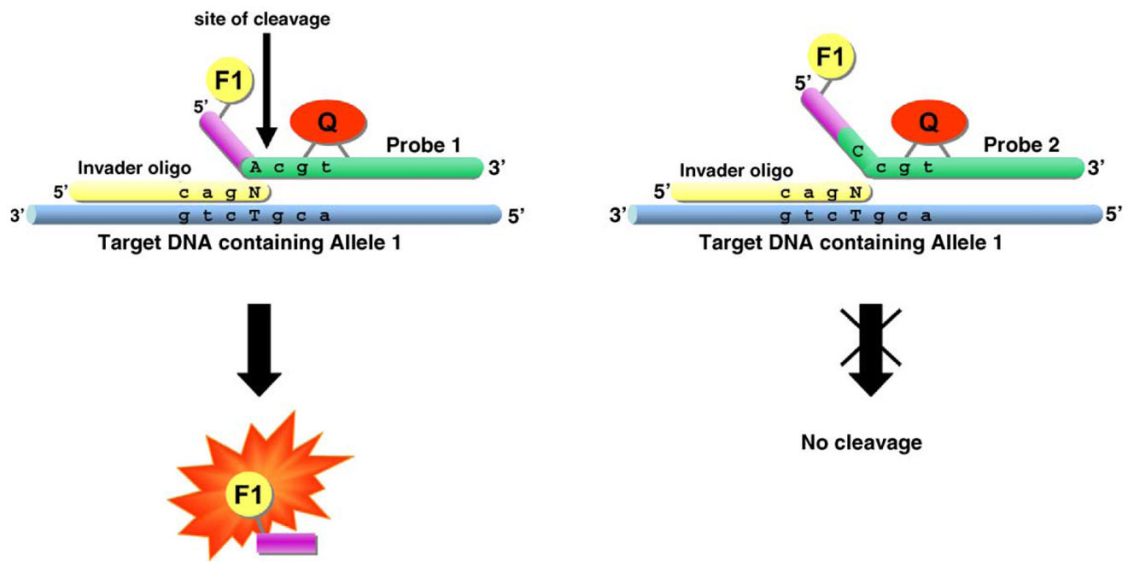 site of cleavage
F1
5’
Q
Probe 1
A c g t
3’
Invader oligo
5’
c a g N
3’
g t c T g c a
5’
Target DNA containing Allele 1
F1
F1
5’
Q
Probe 2
C
c g t
3’
Invader oligo
5’
c a g N
3’
g t c T g c a
5’
Target DNA containing Allele 1
No cleavage